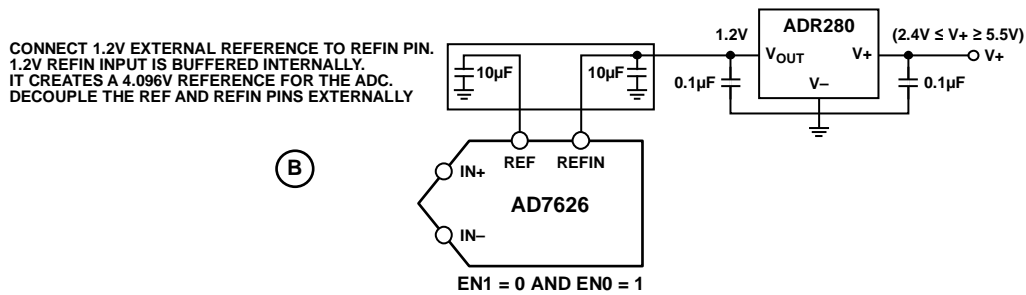 CONNECT 1.2V EXTERNAL REFERENCE TO REFIN PIN.
1.2V REFIN INPUT IS BUFFERED INTERNALLY.
IT CREATES A 4.096V REFERENCE FOR THE ADC.
DECOUPLE THE REF AND REFIN PINS EXTERNALLY
10µF
10µF
1.2V
ADR280
VOUT
V+
V–
(2.4V ≤ V+ ≥ 5.5V)
V+
0.1µF
0.1µF
B
REF
REFIN
IN+
AD7626
IN–
EN1 = 0 AND EN0 = 1